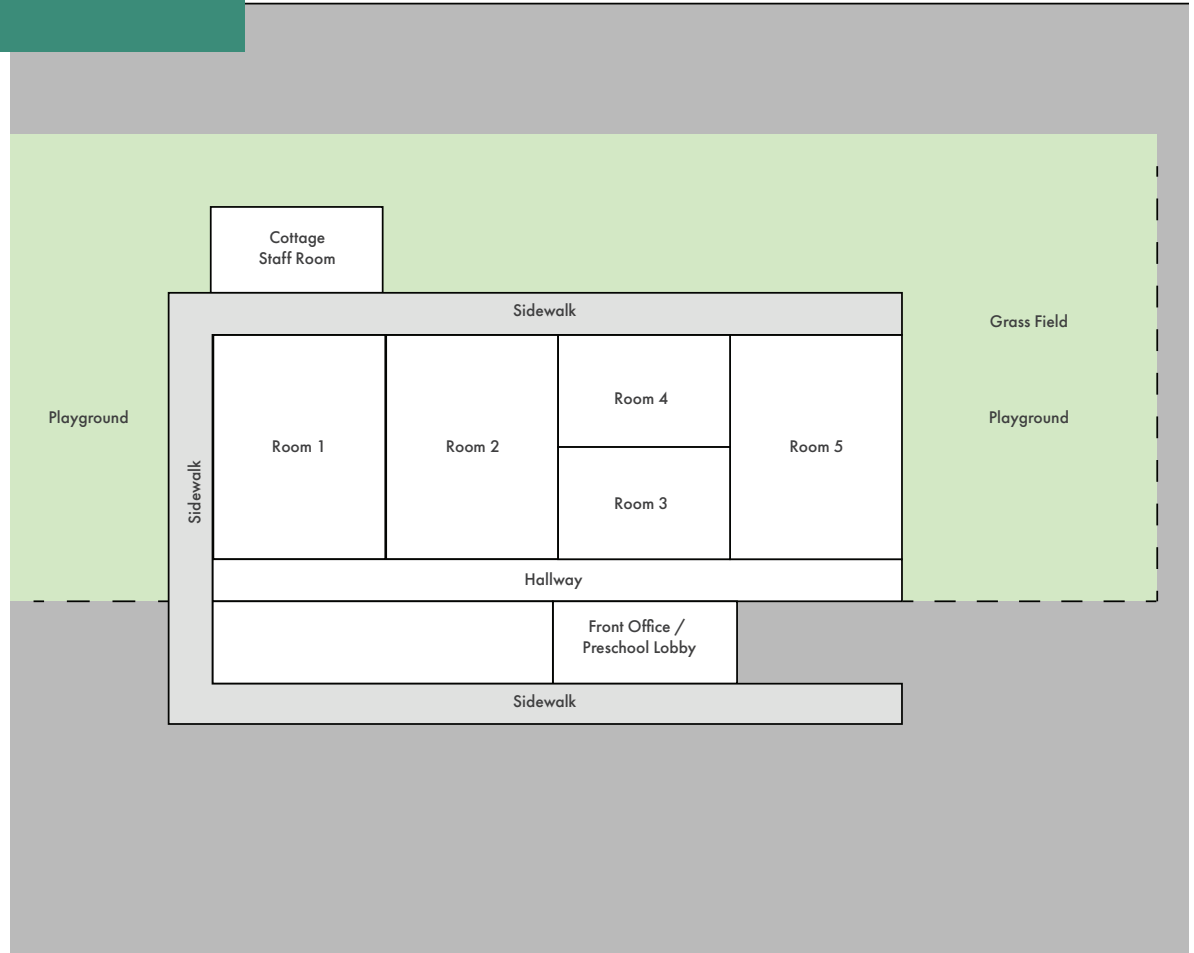 Cottage
Staff Room
Sidewalk
Grass Field
Room 4
Playground
Playground
Room 1
Room 2
Room 5
Sidewalk
Room 3
Hallway
Front Office /
Preschool Lobby
Sidewalk